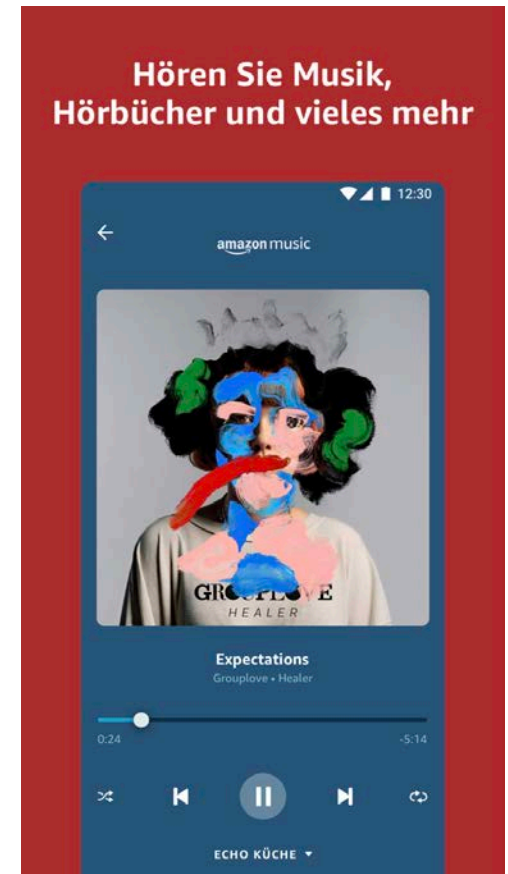 Hören Sie Musik,
Hörbücher und vieles mehr
12:30
amazon music
GROUPLOVE
HEALER
Expectations
Grouplove • Healer
0:24
-5:14
ECHO KÜCHE